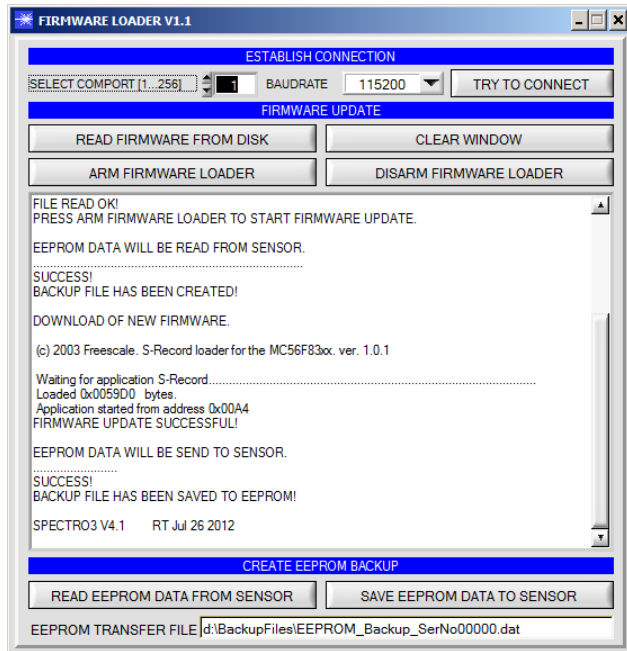 FIRMWARE LOADER V1.1
ESTABLISH CONNECTION
SELECT COMPORT [1...256] 1 BAUDRATE 115200 TRY TO CONNECT
FIRMWARE UPDATE
READ FIRMWARE FROM DISK CLEAR WINDOW
ARM FIRMWARE LOADER DISARM FIRMWARE LOADER
FILE READ OK!
PRESS ARM FIRMWARE LOADER TO START FIRMWARE UPDATE.
EEPROM DATA WILL BE READ FROM SENSOR.
........................................................................
SUCCESS!
BACKUP FILE HAS BEEN CREATED!
DOWNLOAD OF NEW FIRMWARE.
(c) 2003 Freescale. S-Record loader for the MC56F83xx. ver. 1.0.1
Waiting for application S-Record.......................................................................................
Loaded 0x0059D0 bytes.
Application started from address 0x00A4
FIRMWARE UPDATE SUCCESSFUL!
EEPROM DATA WILL BE SEND TO SENSOR.
......................
SUCCESS!
BACKUP FILE HAS BEEN SAVED TO EEPROM!
SPECTRO3 V4.1 RT Jul 26 2012
CREATE EEPROM BACKUP
READ EEPROM DATA FROM SENSOR SAVE EEPROM DATA TO SENSOR
EEPROM TRANSFER FILE d:\BackupFiles\EEPROM_Backup_SerNo00000.dat